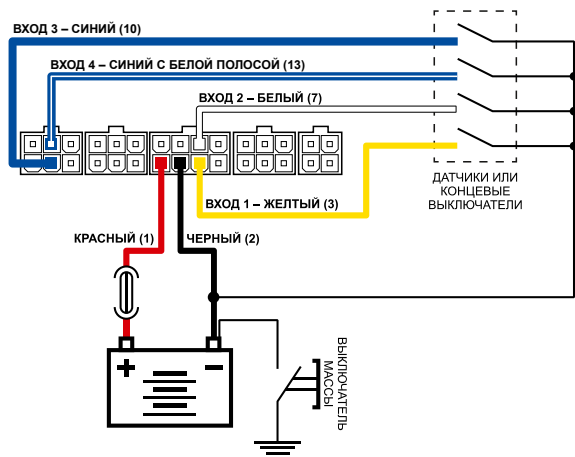 ВХОД 3 – СИНИЙ (10)
ВХОД 4 – СИНИЙ С БЕЛОЙ ПОЛОСОЙ (13)
ВХОД 2 – БЕЛЫЙ (7)
ДАТЧИКИ ИЛИ
КОНЦЕВЫЕ
ВЫКЛЮЧАТЕЛИ
ВХОД 1 – ЖЕЛТЫЙ (3)
КРАСНЫЙ (1)
ЧЕРНЫЙ (2)
+ –
ВЫКЛЮЧАТЕЛЬ
МАССЫ